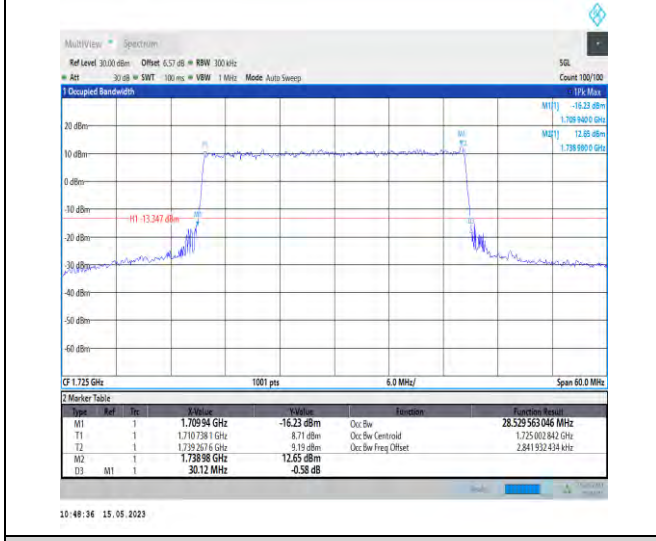 MultiView Spectrum
Ref Level 30.00 dBm Offset 6.57 dB RBW 300 kHz SGL
Att 30 dB SWT 100 ms VBW 1 MHz Mode Auto Sweep Count 100/100
1 Occupied Bandwidth 1Pk Max
M1[1] -16.23 dBm
1.709 940 0 GHz
M2[1] 12.65 dBm
1.738 980 0 GHz
20 dBm
10 dBm
0 dBm
-10 dBm
H1 -13.347 dBm
-20 dBm
-30 dBm
-40 dBm
-50 dBm
-60 dBm
CF 1.725 GHz 1001 pts 6.0 MHz/ Span 60.0 MHz
2 Marker Table
Type Ref Trc X-Value Y-Value Function Function Result
M1 1 1.70994 GHz -16.23 dBm Occ Bw 28.529 563 046 MHz
T1 1 1.710 738 1 GHz 8.71 dBm Occ Bw Centroid 1.725 002 842 GHz
T2 1 1.739 267 6 GHz 9.19 dBm Occ Bw Freq Offset 2.841 932 434 kHz
M2 1 1.73898 GHz 12.65 dBm
D3 M1 1 30.12 MHz -0.58 dB
10:48:36 15.05.2023